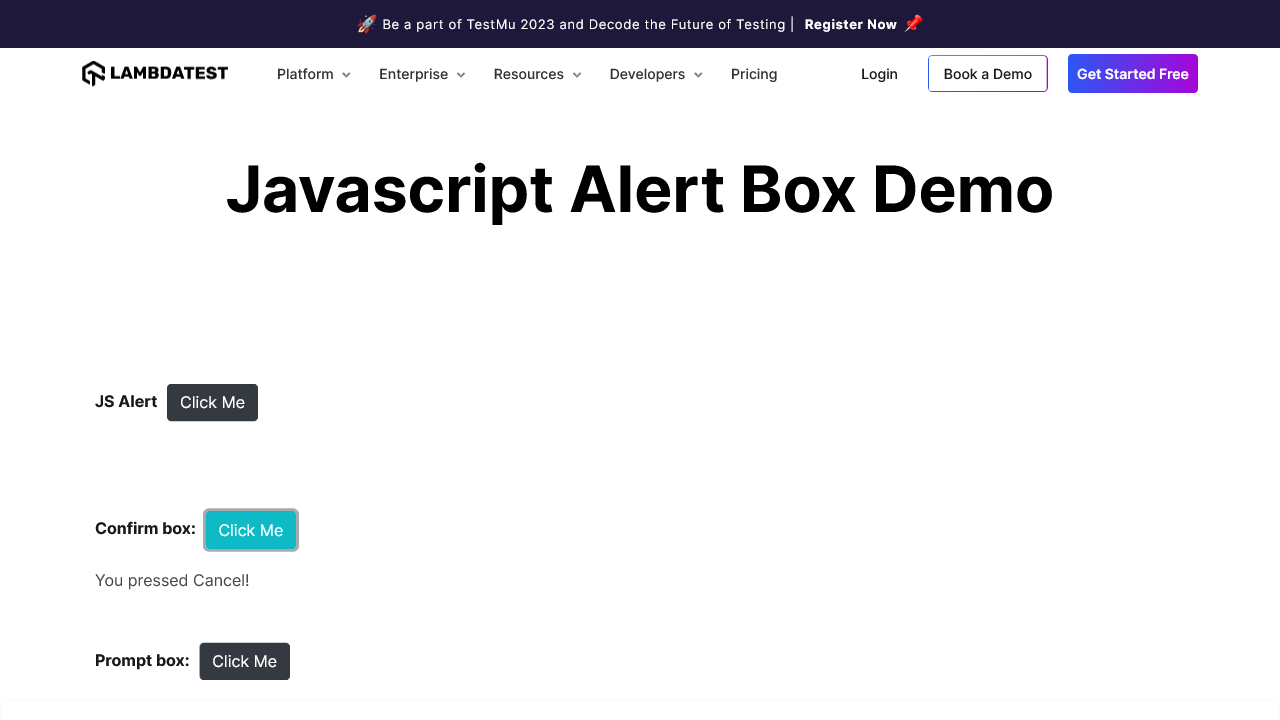 🚀 Be a part of TestMu 2023 and Decode the Future of Testing | Register Now 📌
LAMBDATEST Platform Enterprise Resources Developers Pricing Login Book a Demo Get Started Free
Javascript Alert Box Demo
JS Alert Click Me
Confirm box: Click Me
You pressed Cancel!
Prompt box: Click Me